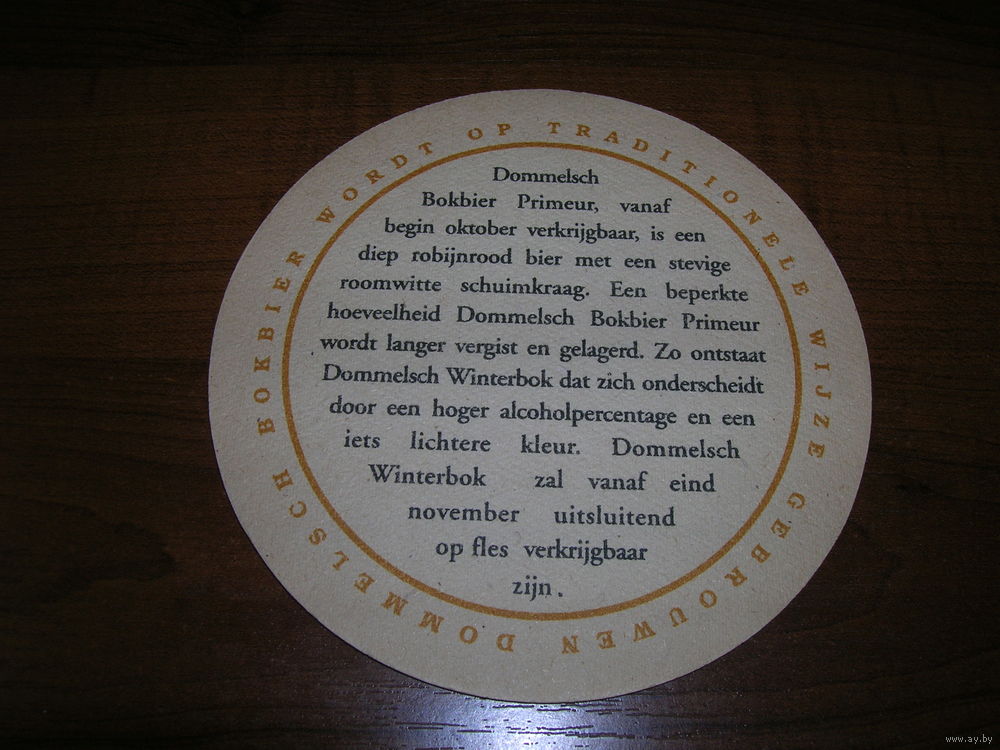 DOMMELSCH BOKBIER WORDT OP TRADITIONELE WIJZE GEBROUWEN
Dommelsch
Bokbier Primeur, vanaf
begin oktober verkrijgbaar, is een
diep robijnrood bier met een stevige
roomwitte schuimkraag. Een beperkte
hoeveelheid Dommelsch Bokbier Primeur
wordt langer vergist en gelagerd. Zo ontstaat
Dommelsch Winterbok dat zich onderscheidt
door een hoger alcoholpercentage en een
iets lichtere kleur. Dommelsch
Winterbok zal vanaf eind
november uitsluitend
op fles verkrijgbaar
zijn.
www.ay.by